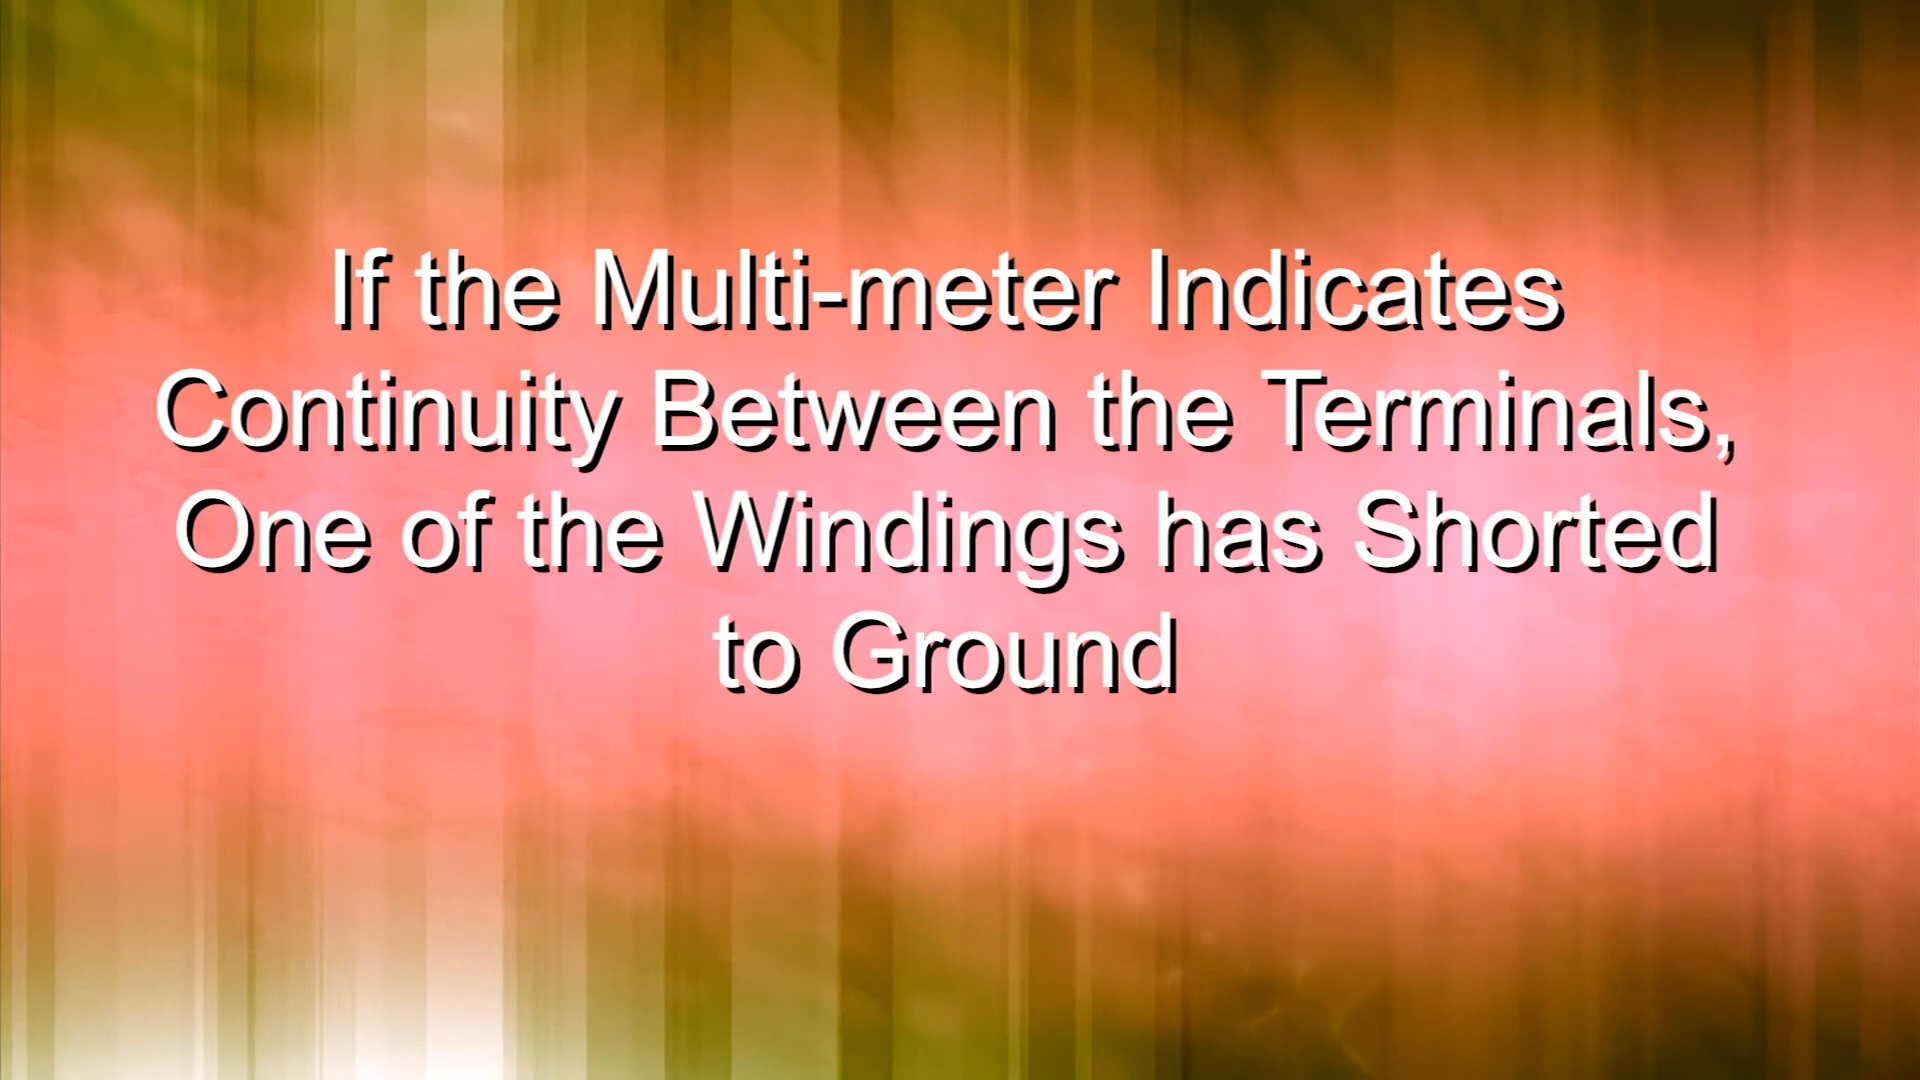 If the Multi-meter Indicates
Continuity Between the Terminals,
One of the Windings has Shorted
to Ground